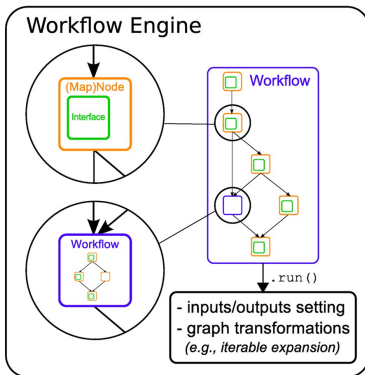 Workflow Engine
(Map)Node
Interface
Workflow
Workflow
.run()
- inputs/outputs setting
- graph transformations
(e.g., iterable expansion)